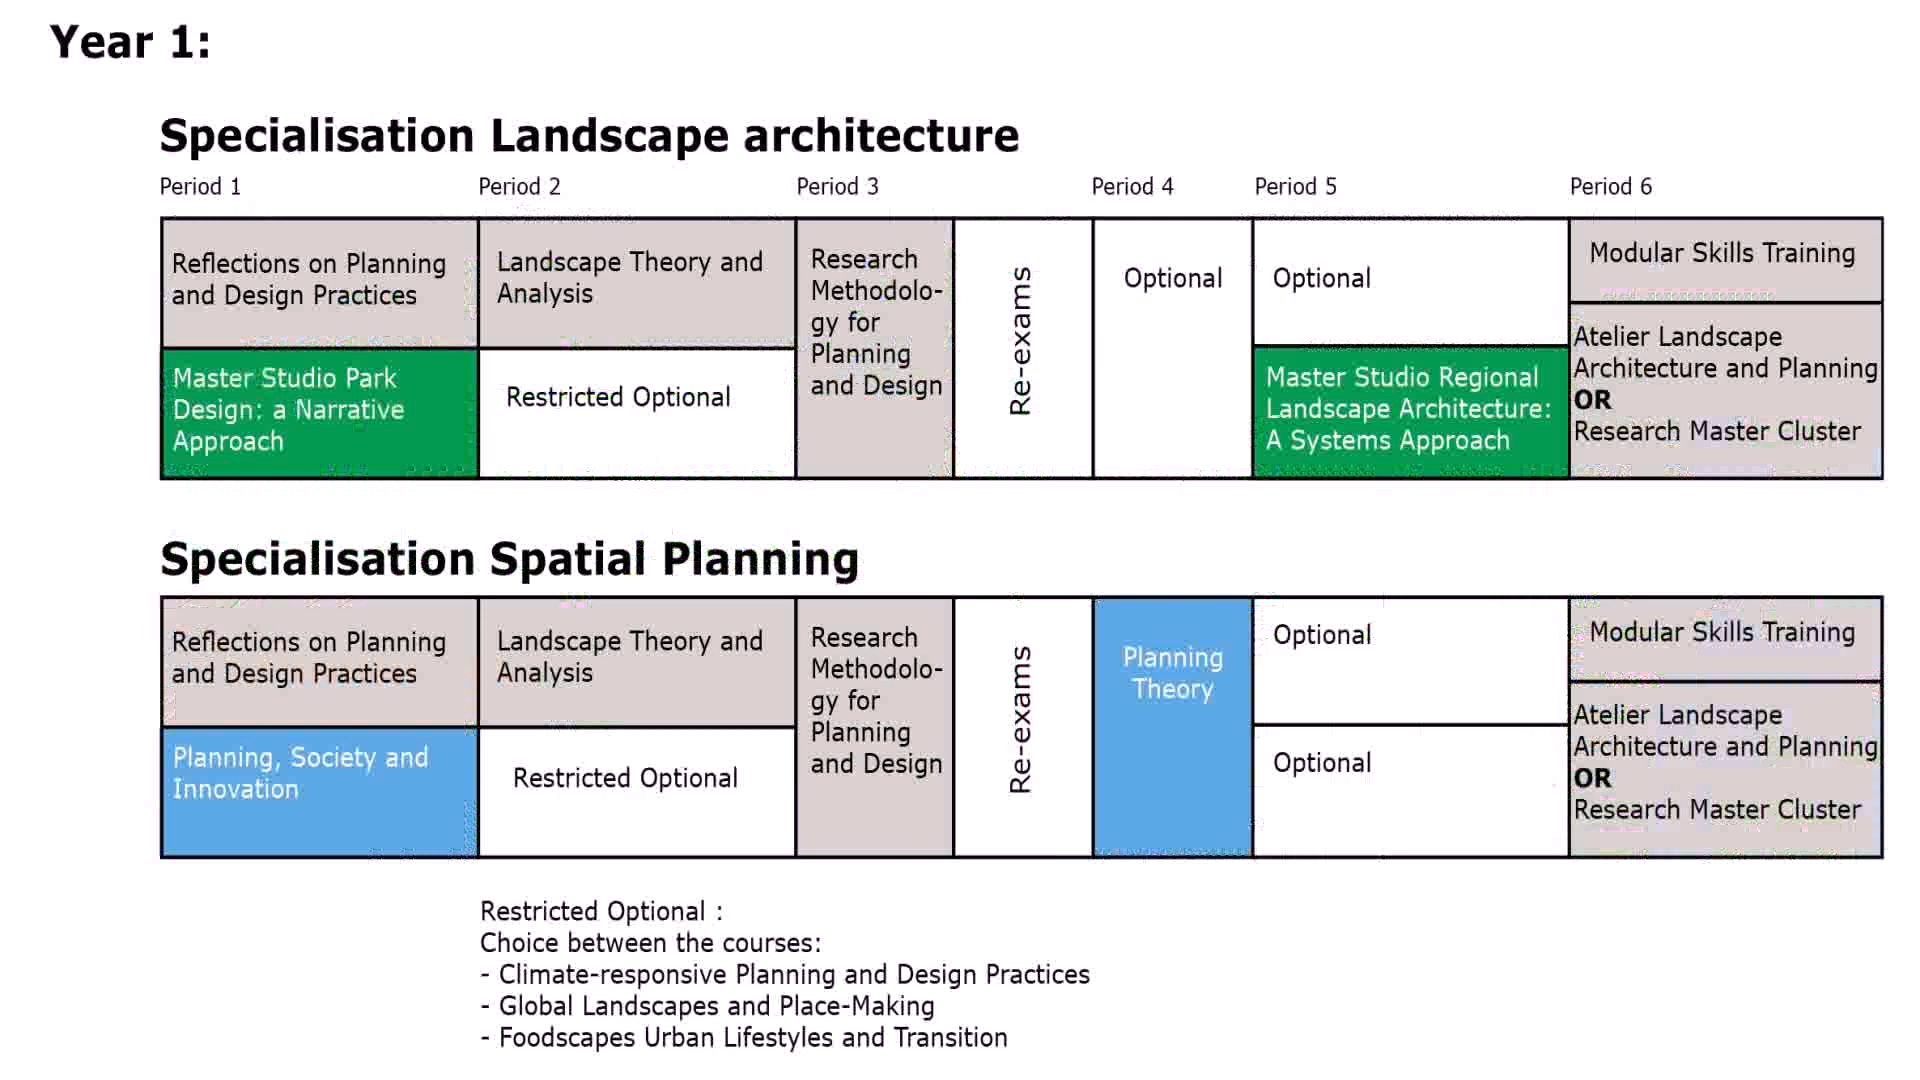 Year 1:
Specialisation Landscape architecture
Period 1
Period 2
Period 3
Period 4
Period 5
Period 6
Reflections on Planning
and Design Practices
Master Studio Park
Design: a Narrative
Approach
Landscape Theory and
Analysis
Restricted Optional
Research
Methodolo-
gy for
Planning
and Design
Re-exams
Optional
Optional
Master Studio Regional
Landscape Architecture:
A Systems Approach
Modular Skills Training
Atelier Landscape
Architecture and Planning
OR
Research Master Cluster
Specialisation Spatial Planning
Reflections on Planning
and Design Practices
Planning, Society and
Innovation
Landscape Theory and
Analysis
Restricted Optional
Research
Methodolo-
gy for
Planning
and Design
Re-exams
Planning
Theory
Optional
Optional
Modular Skills Training
Atelier Landscape
Architecture and Planning
OR
Research Master Cluster
Restricted Optional :
Choice between the courses:
- Climate-responsive Planning and Design Practices
- Global Landscapes and Place-Making
- Foodscapes Urban Lifestyles and Transition